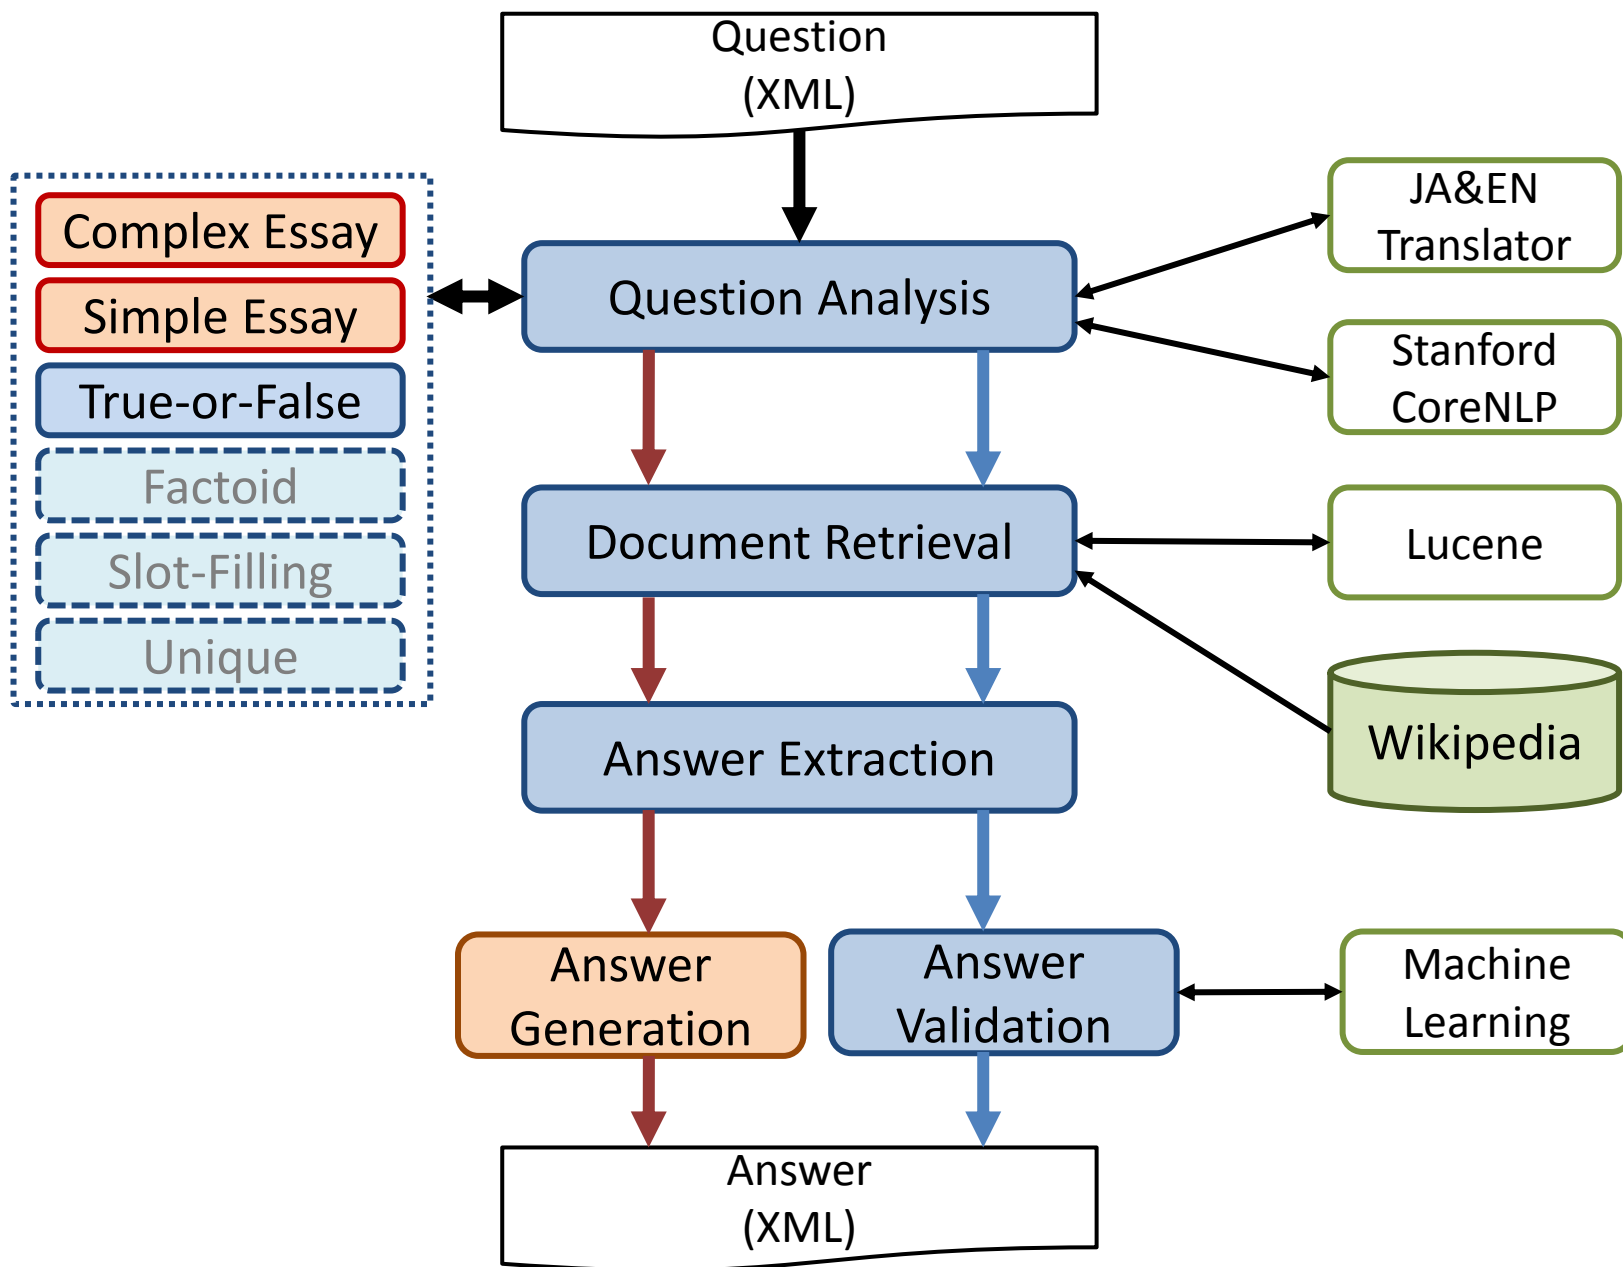 Question
(XML)
Complex Essay
Simple Essay
True-or-False
Factoid
Slot-Filling
Unique
Question Analysis
JA&EN
Translator
Stanford
CoreNLP
Document Retrieval
Lucene
Wikipedia
Answer Extraction
Answer
Generation
Answer
Validation
Machine
Learning
Answer
(XML)